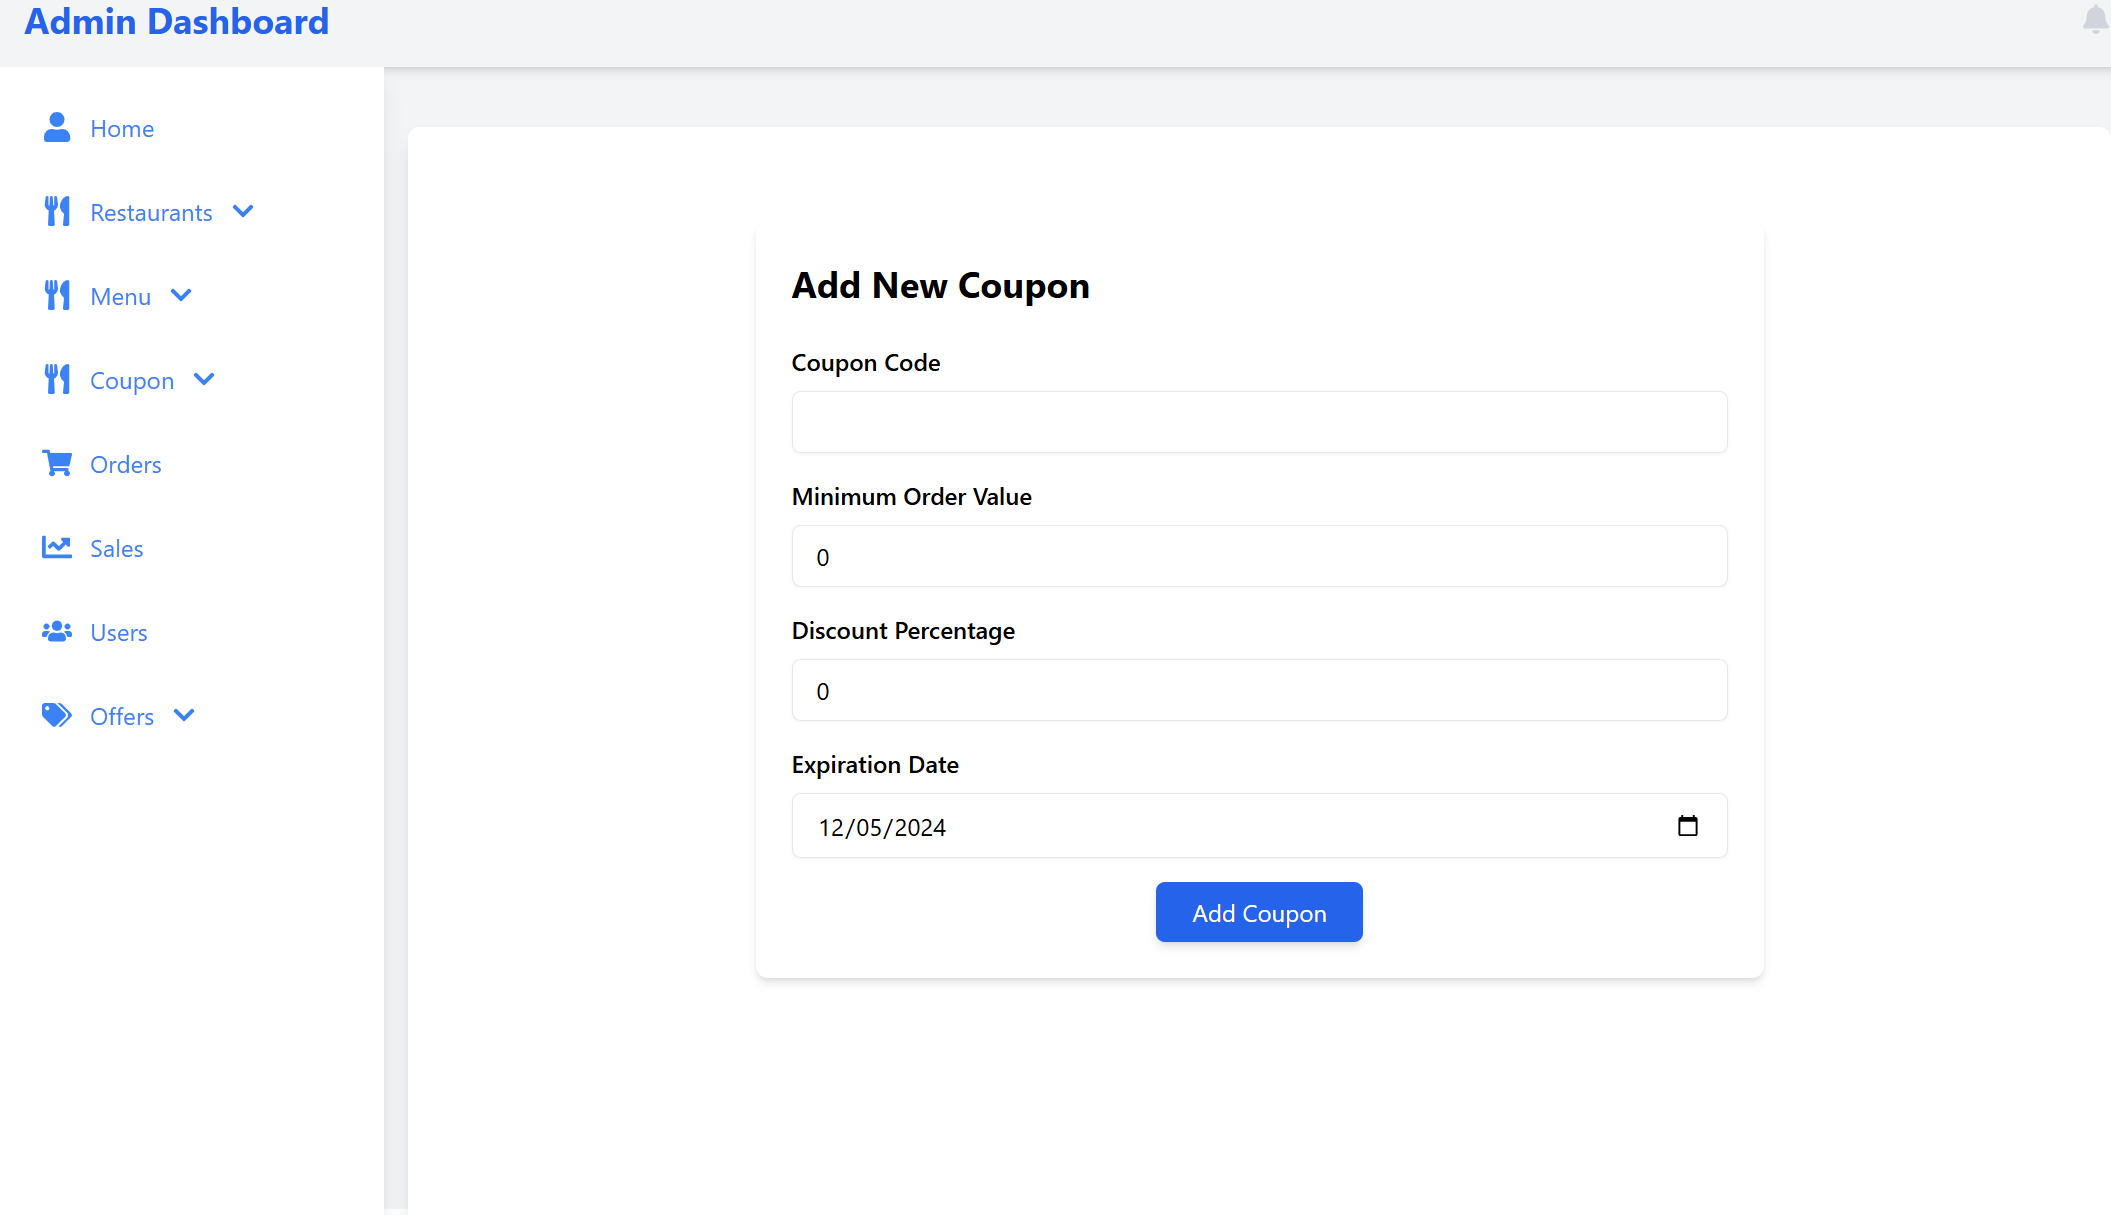 Admin Dashboard
Home
Restaurants
Menu
Coupon
Orders
Sales
Users
Offers
Add New Coupon
Coupon Code
Minimum Order Value
0
Discount Percentage
0
Expiration Date
12/05/2024
Add Coupon